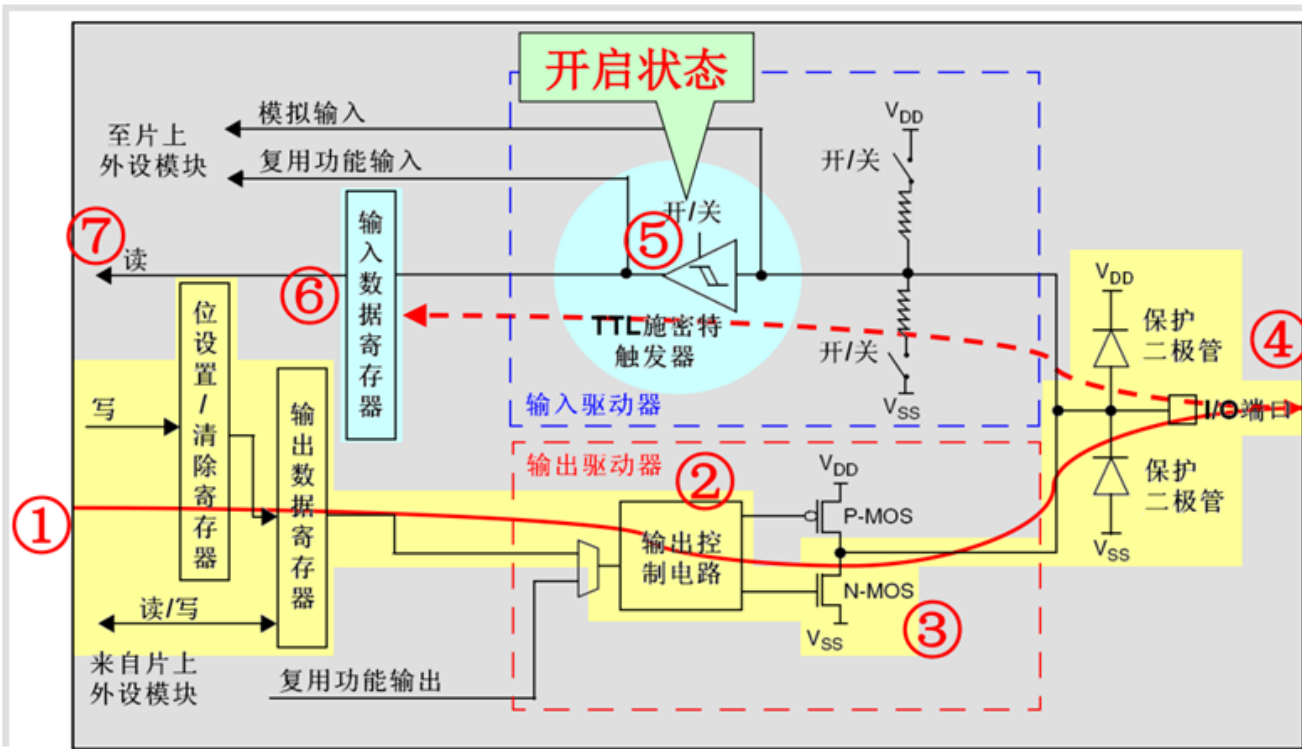 开启状态
模拟输入
至片上
外设模块
复用功能输入
V_DD
开/关
开/关
⑤
⑦
读
⑥
输入数据寄存器
TTL施密特
触发器
开/关
V_SS
输入驱动器
V_DD
保护
二极管
④
I/O端口
保护
二极管
V_SS
位设置/清除寄存器
写
输出数据寄存器
①
读/写
来自片上
外设模块
复用功能输出
输出驱动器
②
输出控
制电路
V_DD
P-MOS
N-MOS
V_SS
③